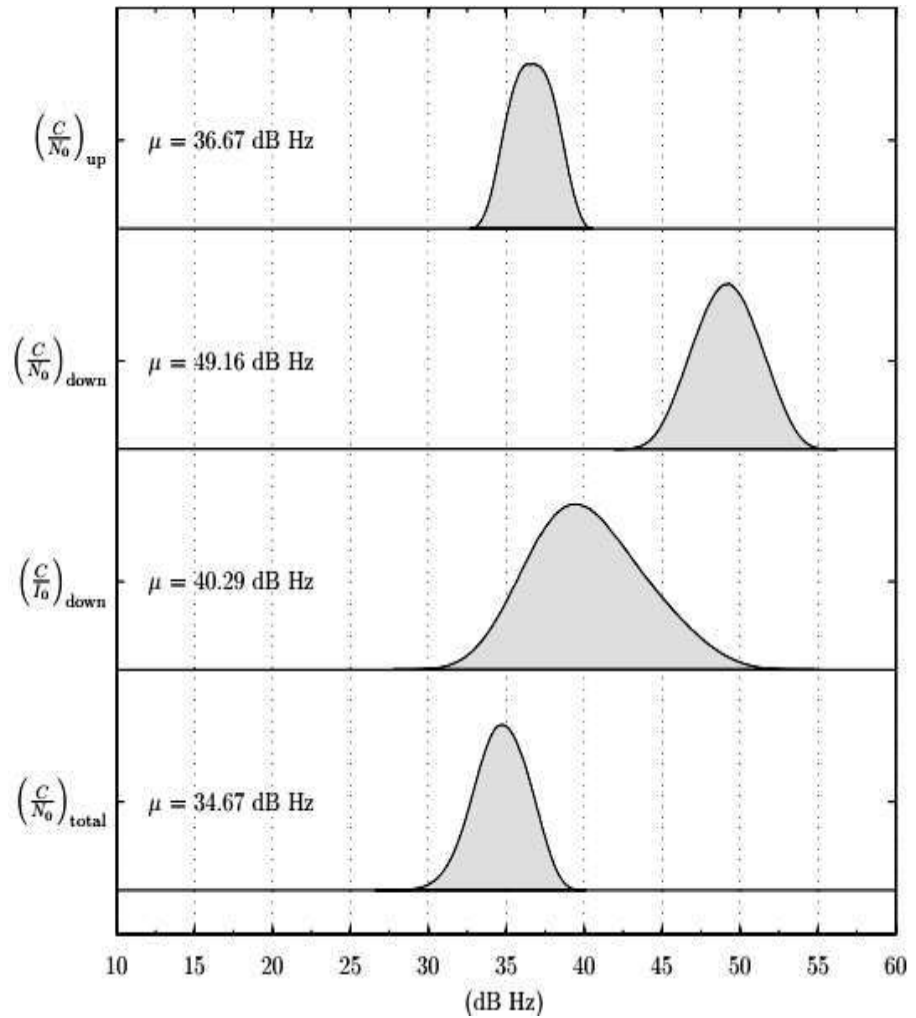 (C/N₀)up μ = 36.67 dB Hz
(C/N₀)down μ = 49.16 dB Hz
(C/I₀)down μ = 40.29 dB Hz
(C/N₀)total μ = 34.67 dB Hz
10 15 20 25 30 35 40 45 50 55 60
(dB Hz)